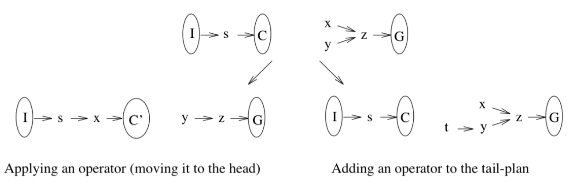 I s C x y z G
I s x C' y z G I s C t x y z G
Applying an operator (moving it to the head) Adding an operator to the tail-plan